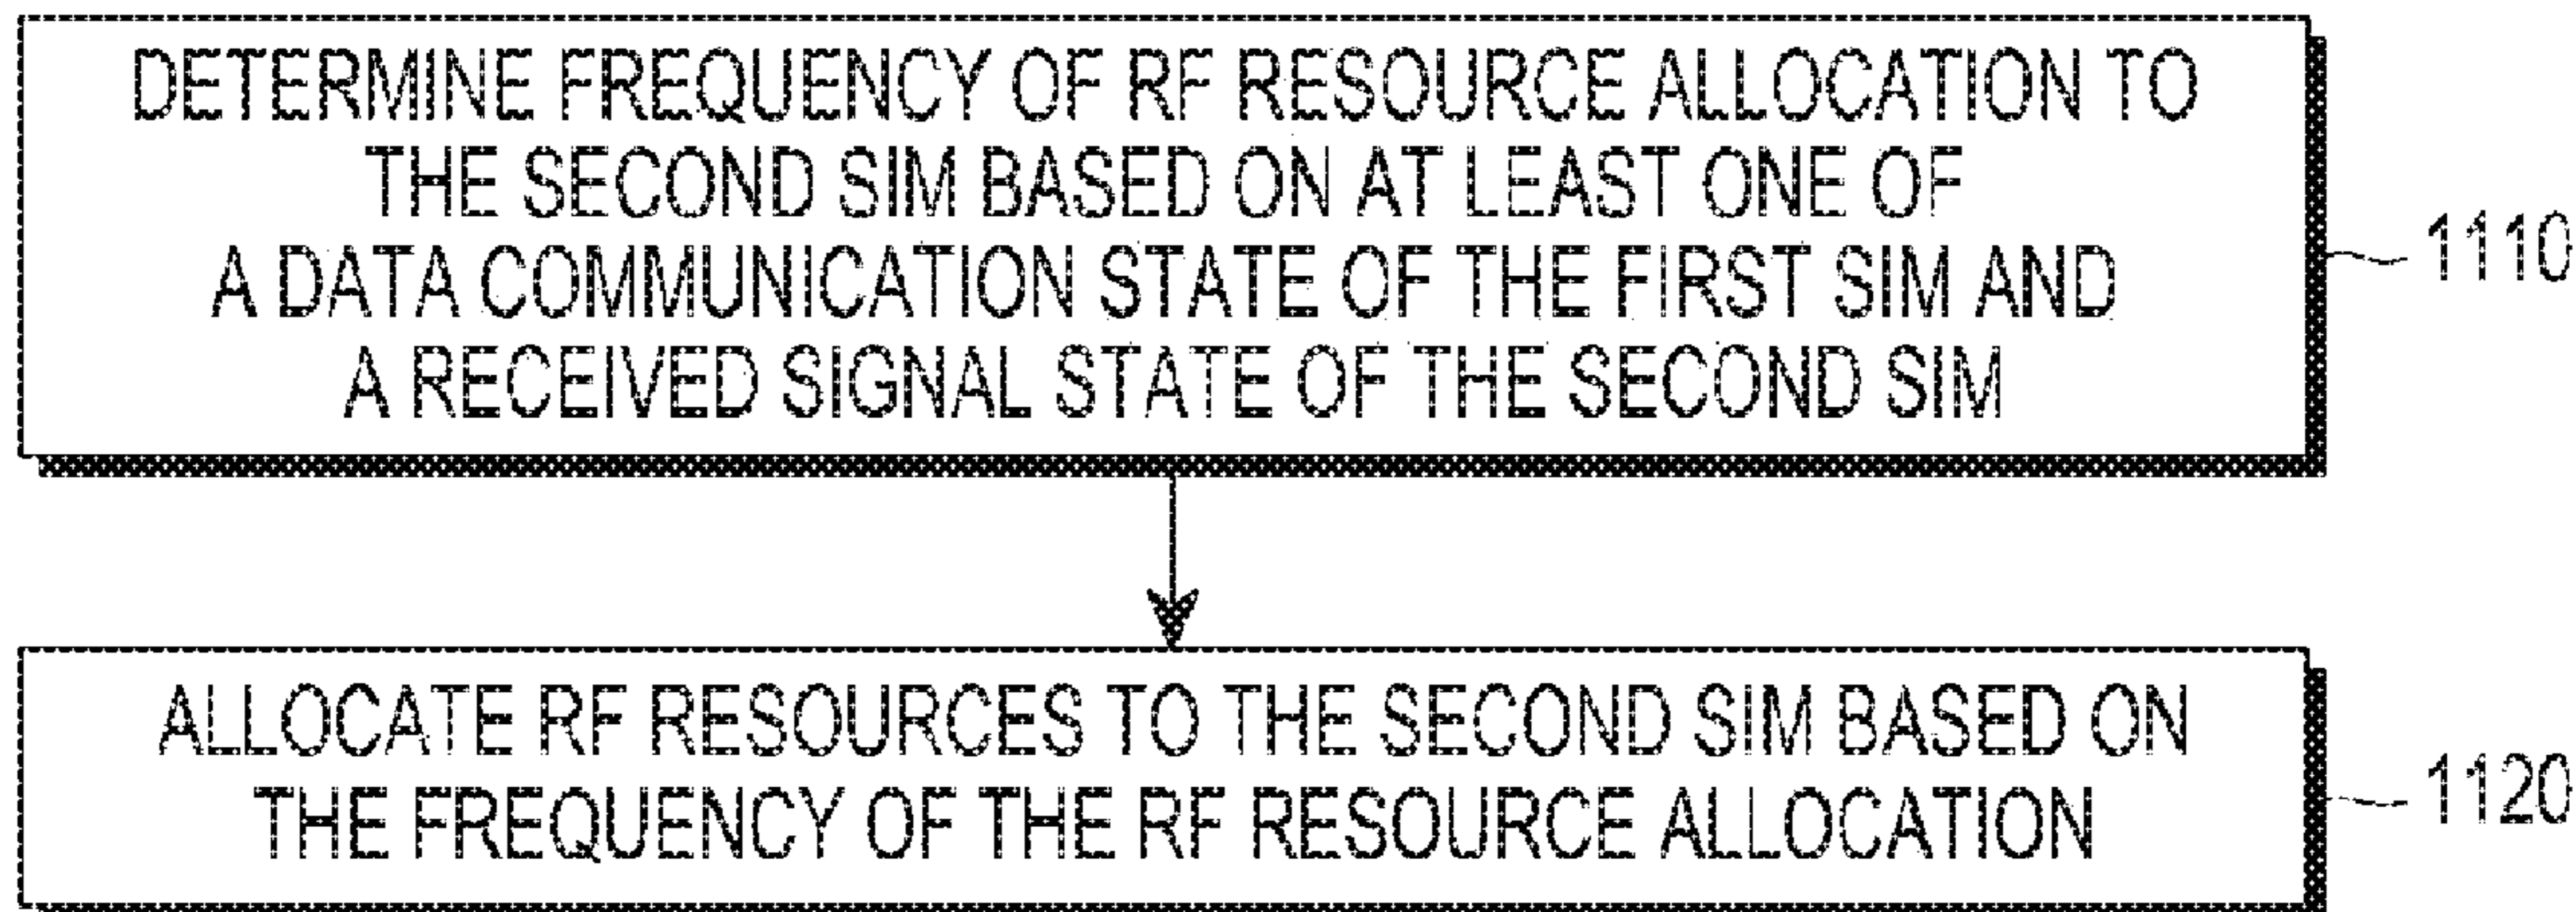 DETERMINE FREQUENCY OF RF RESOURCE ALLOCATION TO
THE SECOND SIM BASED ON AT LEAST ONE OF
A DATA COMMUNICATION STATE OF THE FIRST SIM AND
A RECEIVED SIGNAL STATE OF THE SECOND SIM
1110
ALLOCATE RF RESOURCES TO THE SECOND SIM BASED ON
THE FREQUENCY OF THE RF RESOURCE ALLOCATION
1120